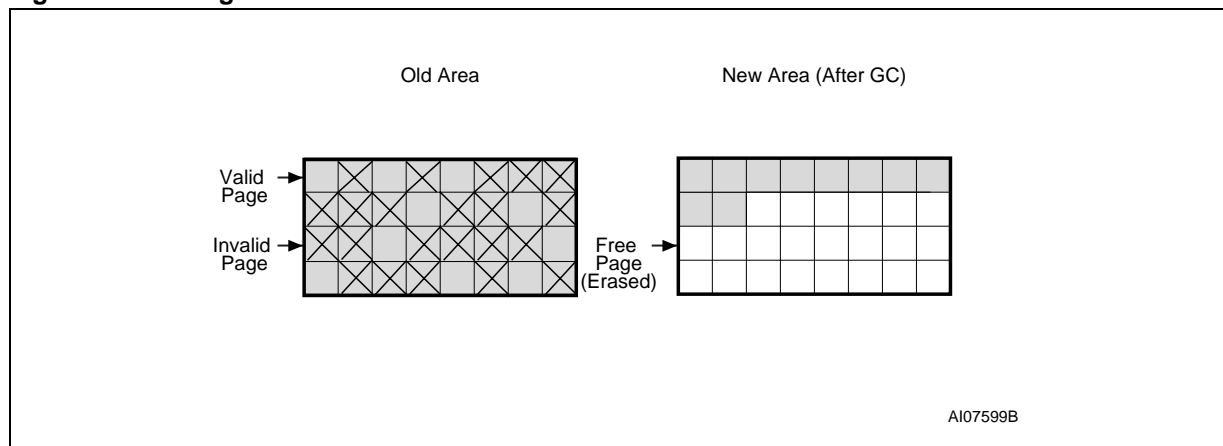 Old Area
New Area (After GC)
Valid
Page
Invalid
Page
Free
Page
(Erased)
AI07599B